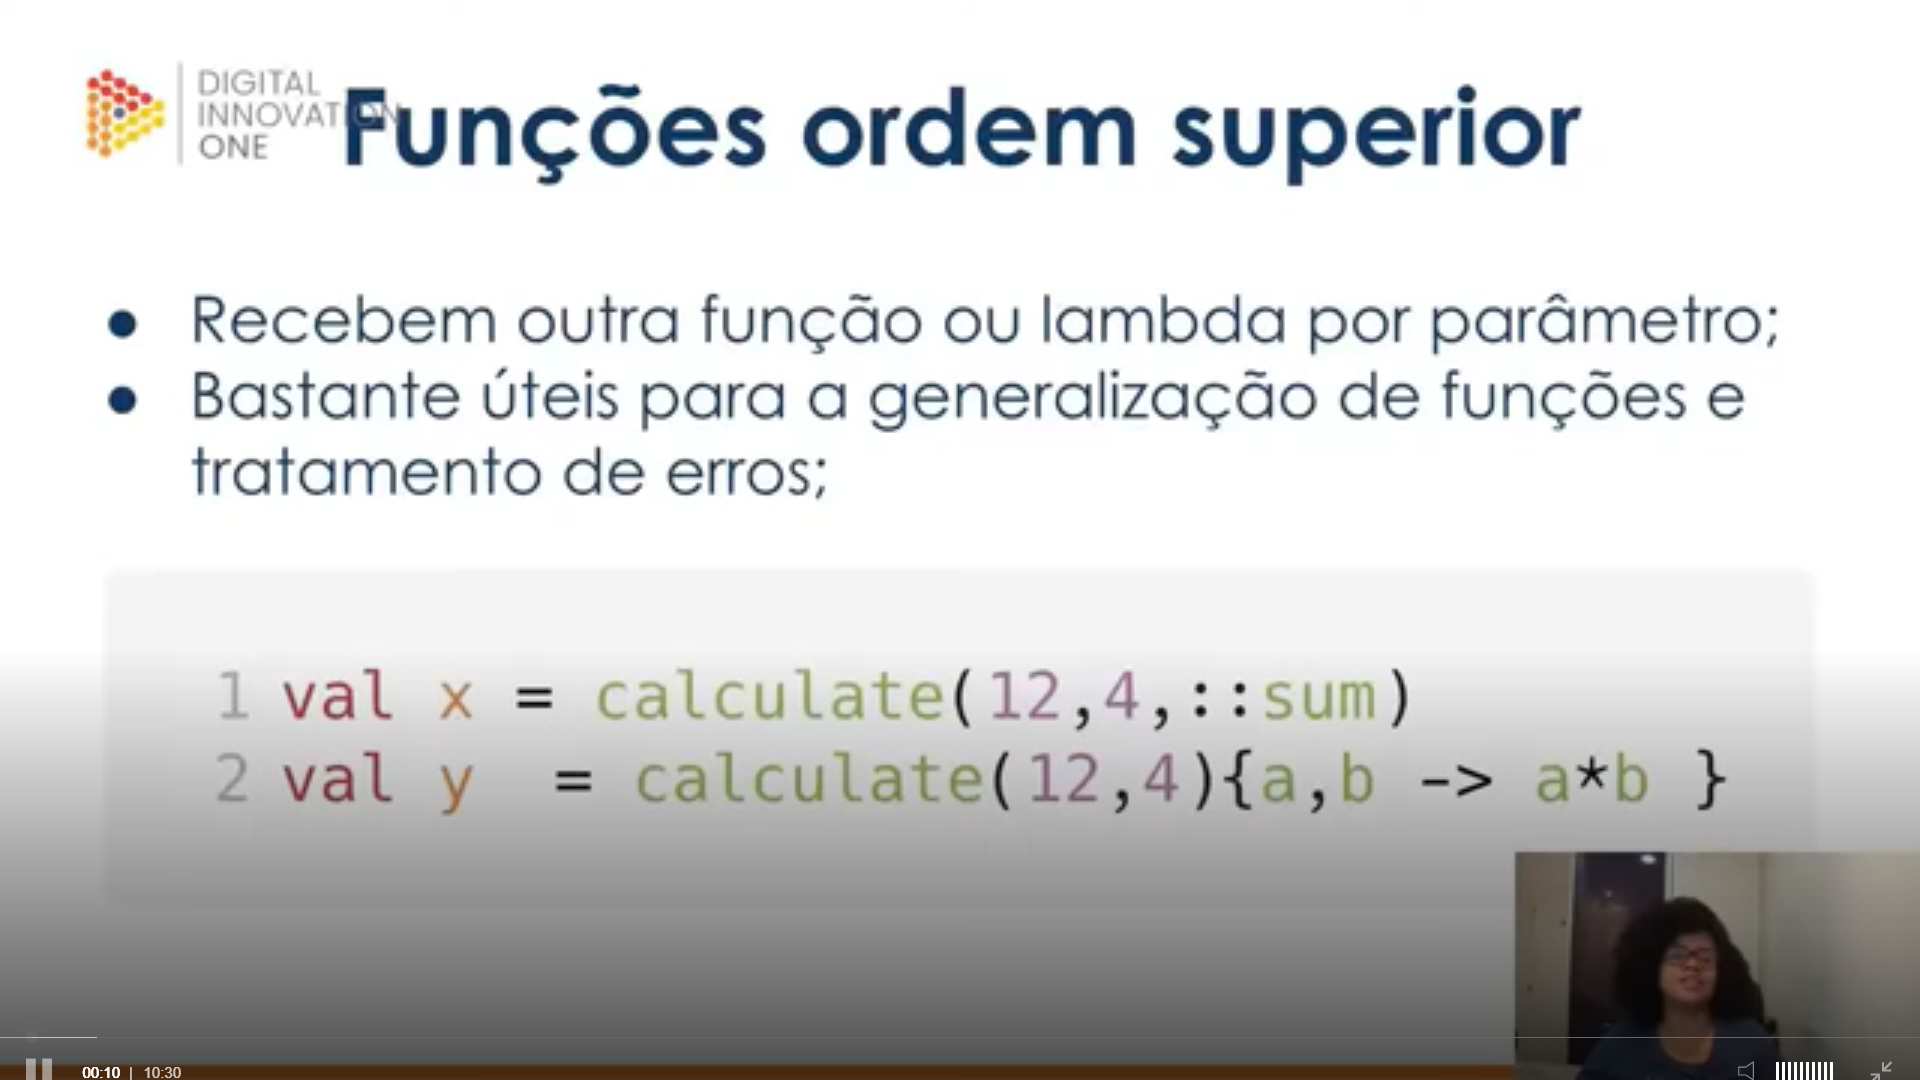 DIGITAL
INNOVATION
ONE
Funções ordem superior
● Recebem outra função ou lambda por parâmetro;
● Bastante úteis para a generalização de funções e
tratamento de erros;
1 val x = calculate(12,4,::sum)
2 val y = calculate(12,4){a,b -> a*b }
00:10 | 10:30